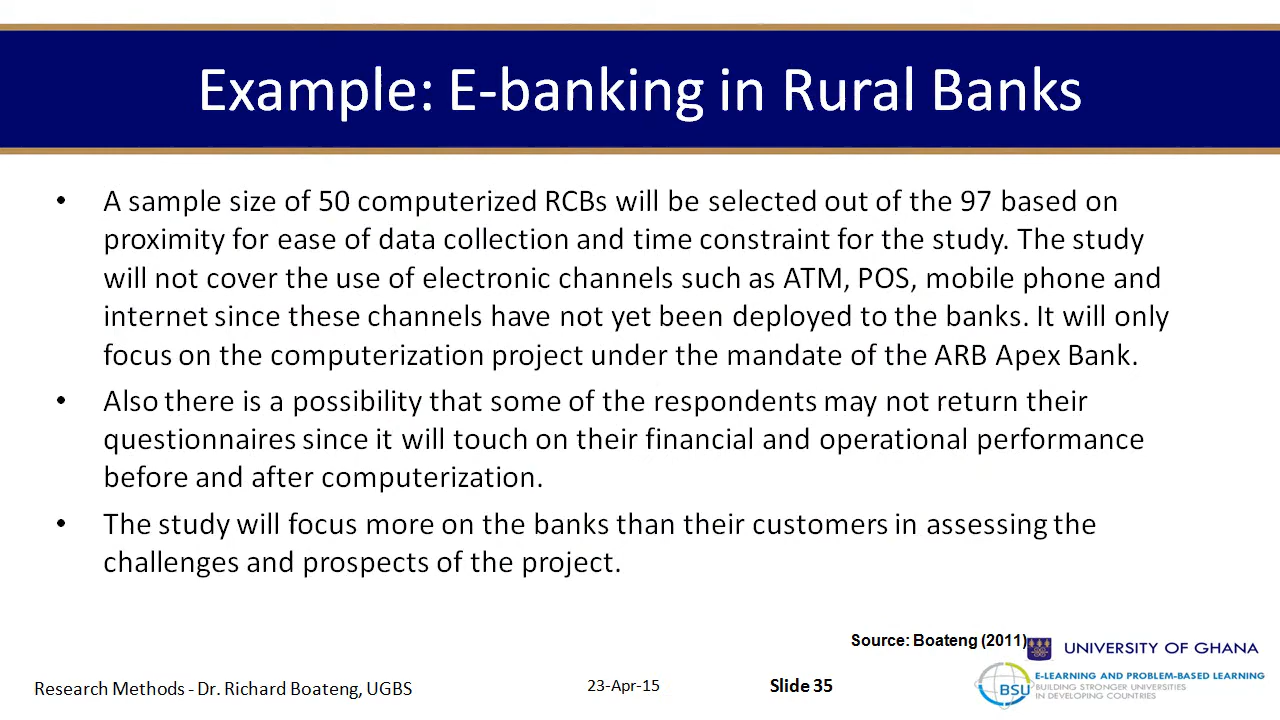 Example: E-banking in Rural Banks
• A sample size of 50 computerized RCBs will be selected out of the 97 based on
proximity for ease of data collection and time constraint for the study. The study
will not cover the use of electronic channels such as ATM, POS, mobile phone and
internet since these channels have not yet been deployed to the banks. It will only
focus on the computerization project under the mandate of the ARB Apex Bank.
• Also there is a possibility that some of the respondents may not return their
questionnaires since it will touch on their financial and operational performance
before and after computerization.
• The study will focus more on the banks than their customers in assessing the
challenges and prospects of the project.
Source: Boateng (2011)
UNIVERSITY OF GHANA
Research Methods - Dr. Richard Boateng, UGBS
23-Apr-15
Slide 35
BSU
E-LEARNING AND PROBLEM-BASED LEARNING
BUILDING STRONGER UNIVERSITIES
IN DEVELOPING COUNTRIES